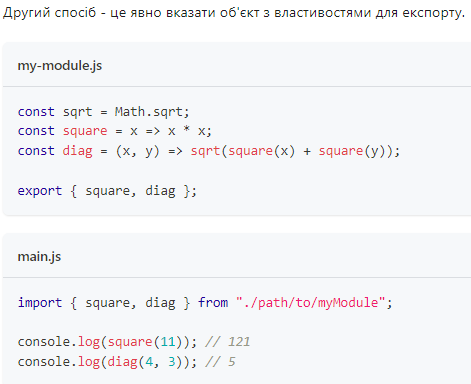 Другий спосіб - це явно вказати об'єкт з властивостями для експорту.
my-module.js
const sqrt = Math.sqrt;
const square = x => x * x;
const diag = (x, y) => sqrt(square(x) + square(y));
export { square, diag };
main.js
import { square, diag } from "./path/to/myModule";
console.log(square(11)); // 121
console.log(diag(4, 3)); // 5